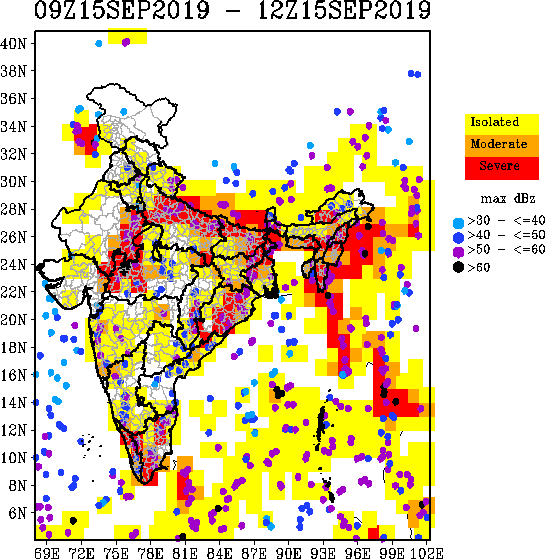 09Z15SEP2019 - 12Z15SEP2019
40N
38N
36N
34N
32N
30N
28N
26N
24N
22N
20N
18N
16N
14N
12N
10N
8N
6N
69E 72E 75E 78E 81E 84E 87E 90E 93E 96E 99E 102E
Isolated
Moderate
Severe
max dBz
>30 - <=40
>40 - <=50
>50 - <=60
>60